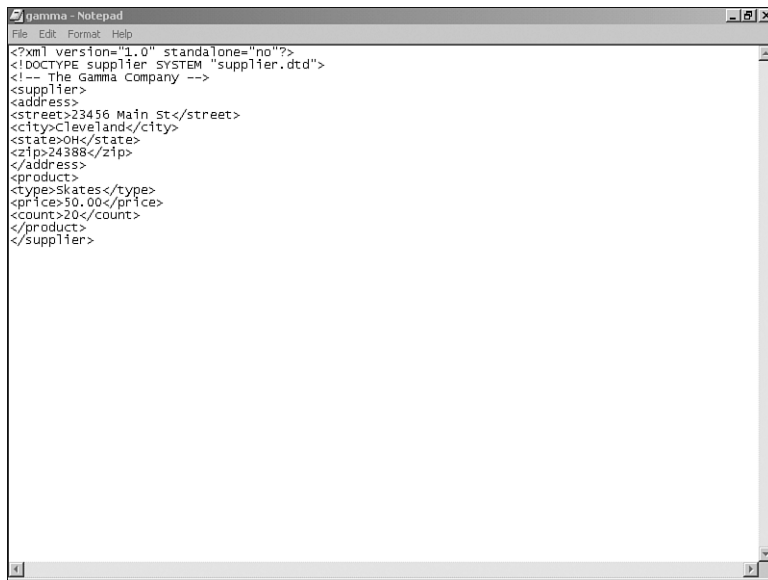 gamma - Notepad
File Edit Format Help
<?xml version="1.0" standalone="no"?>
<!DOCTYPE supplier SYSTEM "supplier.dtd">
<!-- The Gamma Company -->
<supplier>
<address>
<street>23456 Main St</street>
<city>Cleveland</city>
<state>OH</state>
<zip>24388</zip>
</address>
<product>
<type>Skates</type>
<price>50.00</price>
<count>20</count>
</product>
</supplier>